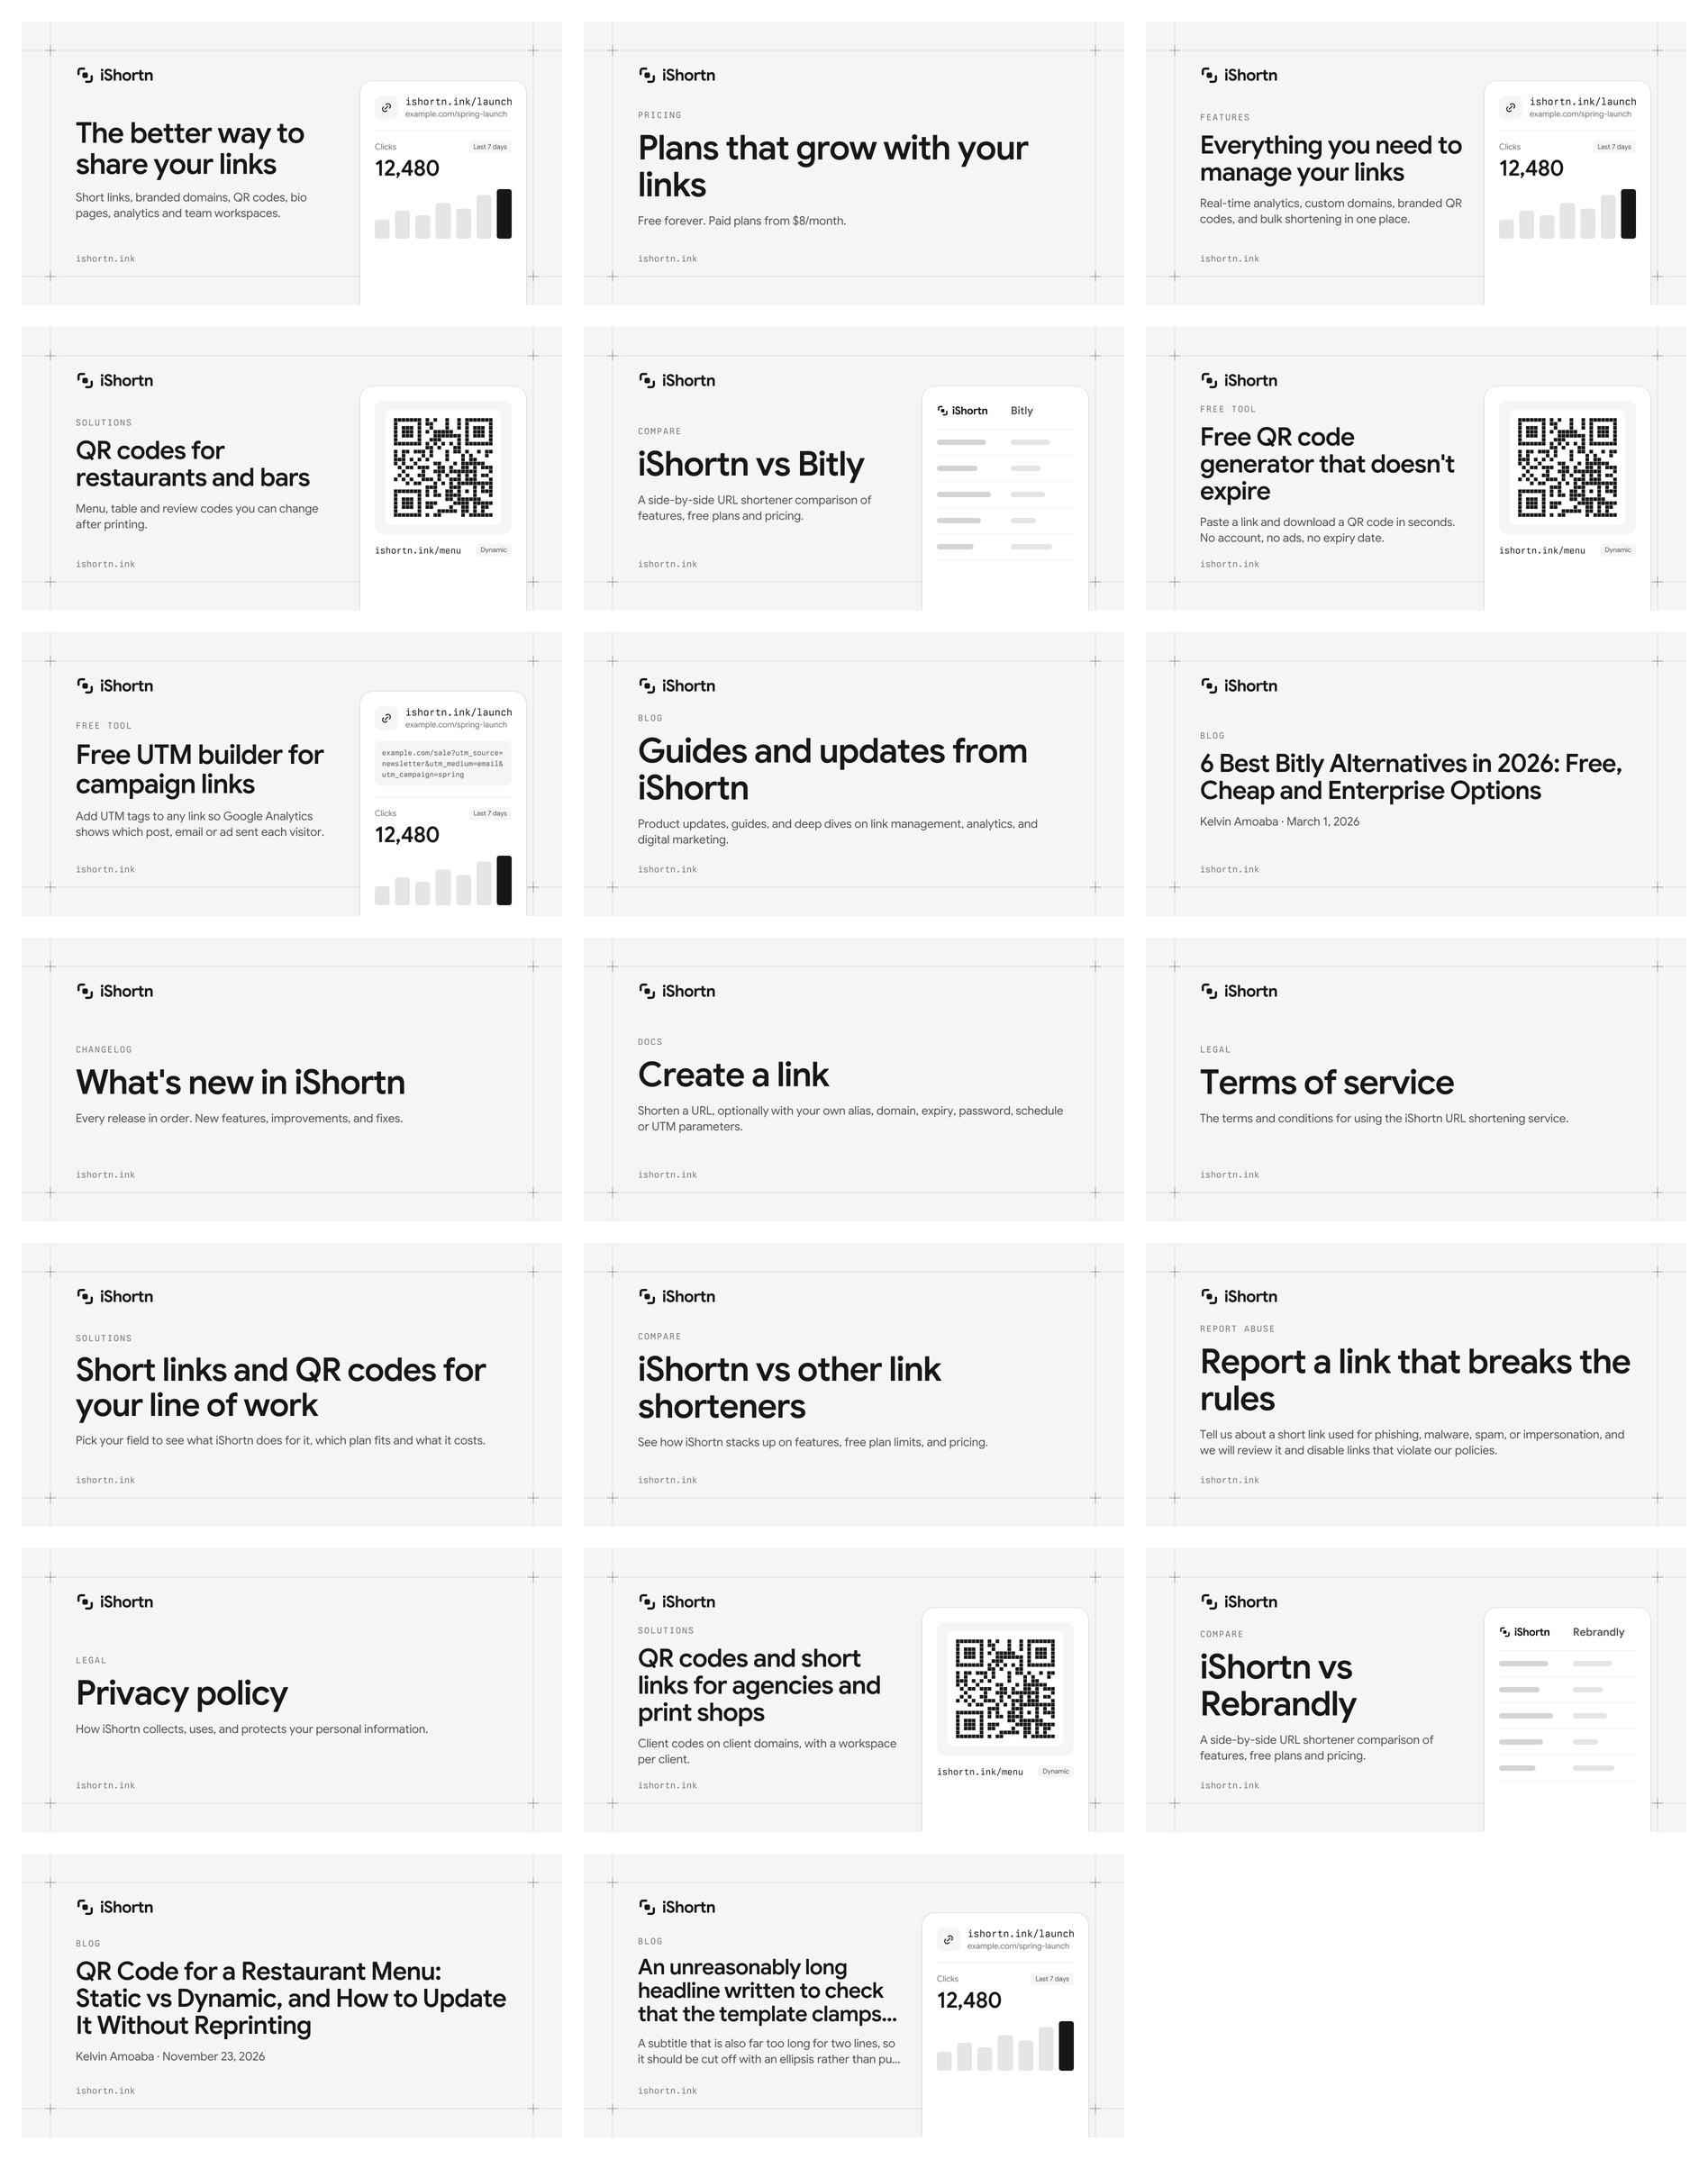 iShortn
The better way to
share your links
Short links, branded domains, QR codes, bio
pages, analytics and team workspaces.
ishortn.ink
ishortn.ink/launch
example.com/spring-launch
Clicks
Last 7 days
12,480
iShortn
PRICING
Plans that grow with your
links
Free forever. Paid plans from $8/month.
ishortn.ink
iShortn
FEATURES
Everything you need to
manage your links
Real-time analytics, custom domains, branded QR
codes, and bulk shortening in one place.
ishortn.ink
ishortn.ink/launch
example.com/spring-launch
Clicks
Last 7 days
12,480
iShortn
SOLUTIONS
QR codes for
restaurants and bars
Menu, table and review codes you can change
after printing.
ishortn.ink
ishortn.ink/menu
Dynamic
iShortn
COMPARE
iShortn vs Bitly
A side-by-side URL shortener comparison of
features, free plans and pricing.
ishortn.ink
iShortn
Bitly
iShortn
FREE TOOL
Free QR code
generator that doesn't
expire
Paste a link and download a QR code in seconds.
No account, no ads, no expiry date.
ishortn.ink
ishortn.ink/menu
Dynamic
iShortn
FREE TOOL
Free UTM builder for
campaign links
Add UTM tags to any link so Google Analytics
shows which post, email or ad sent each visitor.
ishortn.ink
ishortn.ink/launch
example.com/spring-launch
example.com/sale?utm_source=
newsletter&utm_medium=email&
utm_campaign=spring
Clicks
Last 7 days
12,480
iShortn
BLOG
Guides and updates from
iShortn
Product updates, guides, and deep dives on link management, analytics, and
digital marketing.
ishortn.ink
iShortn
BLOG
6 Best Bitly Alternatives in 2026: Free,
Cheap and Enterprise Options
Kelvin Amoaba · March 1, 2026
ishortn.ink
iShortn
CHANGELOG
What's new in iShortn
Every release in order. New features, improvements, and fixes.
ishortn.ink
iShortn
DOCS
Create a link
Shorten a URL, optionally with your own alias, domain, expiry, password, schedule
or UTM parameters.
ishortn.ink
iShortn
LEGAL
Terms of service
The terms and conditions for using the iShortn URL shortening service.
ishortn.ink
iShortn
SOLUTIONS
Short links and QR codes for
your line of work
Pick your field to see what iShortn does for it, which plan fits and what it costs.
ishortn.ink
iShortn
COMPARE
iShortn vs other link
shorteners
See how iShortn stacks up on features, free plan limits, and pricing.
ishortn.ink
iShortn
REPORT ABUSE
Report a link that breaks the
rules
Tell us about a short link used for phishing, malware, spam, or impersonation, and
we will review it and disable links that violate our policies.
ishortn.ink
iShortn
LEGAL
Privacy policy
How iShortn collects, uses, and protects your personal information.
ishortn.ink
iShortn
SOLUTIONS
QR codes and short
links for agencies and
print shops
Client codes on client domains, with a workspace
per client.
ishortn.ink
ishortn.ink/menu
Dynamic
iShortn
COMPARE
iShortn vs
Rebrandly
A side-by-side URL shortener comparison of
features, free plans and pricing.
ishortn.ink
iShortn
Rebrandly
iShortn
BLOG
QR Code for a Restaurant Menu:
Static vs Dynamic, and How to Update
It Without Reprinting
Kelvin Amoaba · November 23, 2026
ishortn.ink
iShortn
BLOG
An unreasonably long
headline written to check
that the template clamps...
A subtitle that is also far too long for two lines, so
it should be cut off with an ellipsis rather than pu...
ishortn.ink
ishortn.ink/launch
example.com/spring-launch
Clicks
Last 7 days
12,480